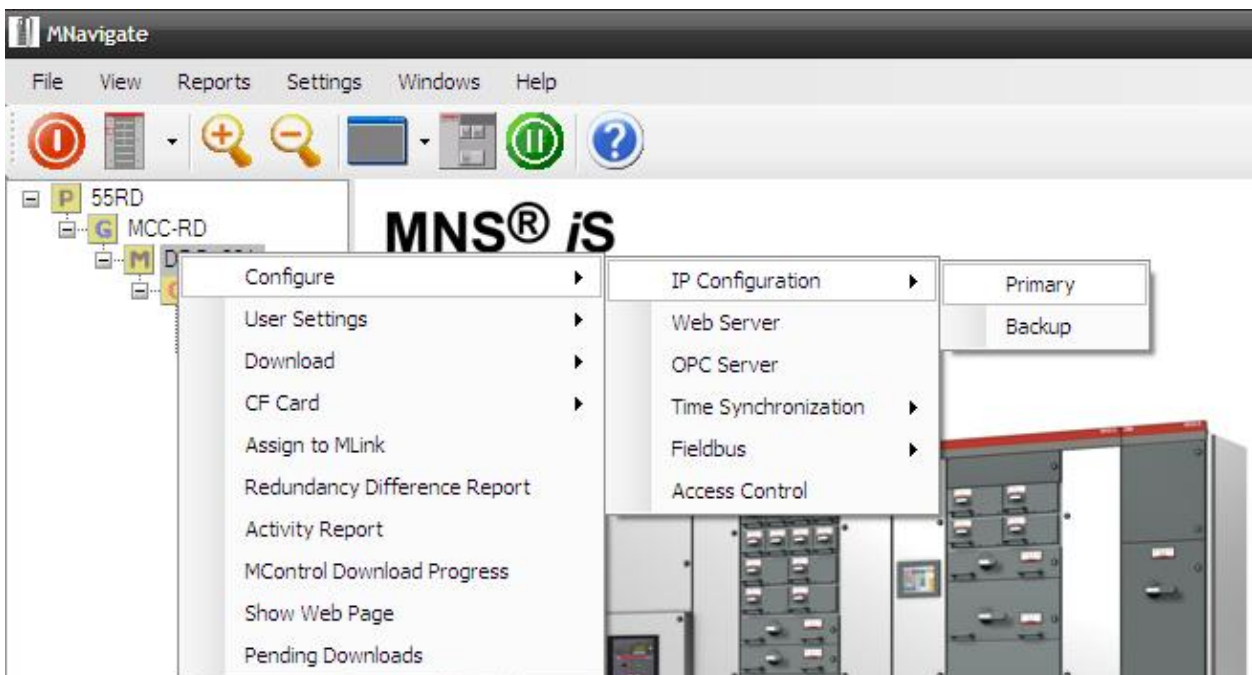 MNavigate
File View Reports Settings Windows Help
P 55RD
G MCC-RD
MNS® iS
M
Configure
User Settings
Download
CF Card
Assign to MLink
Redundancy Difference Report
Activity Report
MControl Download Progress
Show Web Page
Pending Downloads
IP Configuration
Web Server
OPC Server
Time Synchronization
Fieldbus
Access Control
Primary
Backup